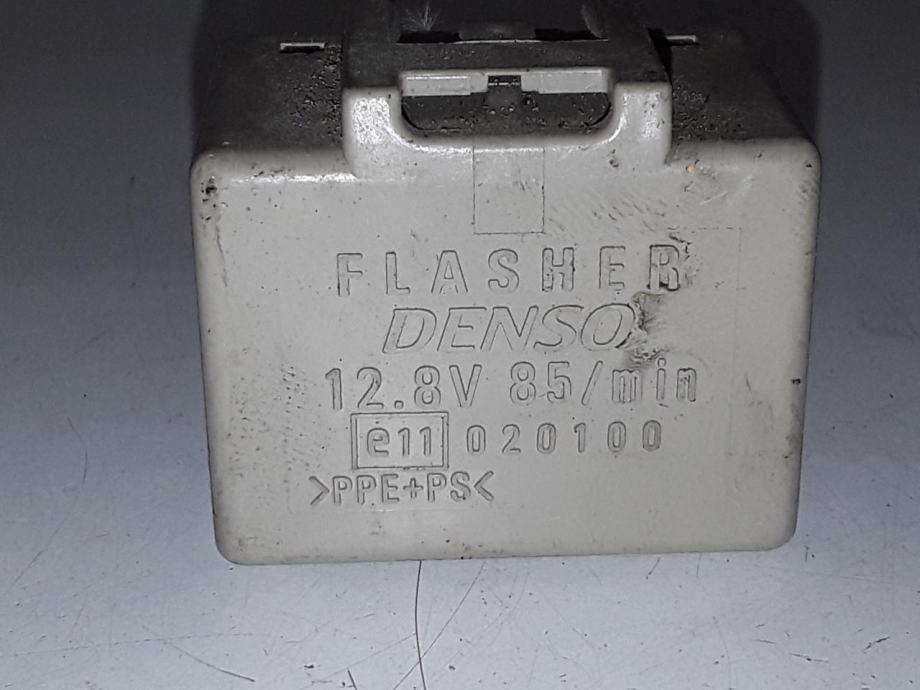 FLASHER
DENSO
12.8V 85/min
e11 020100
>PPE+PS<